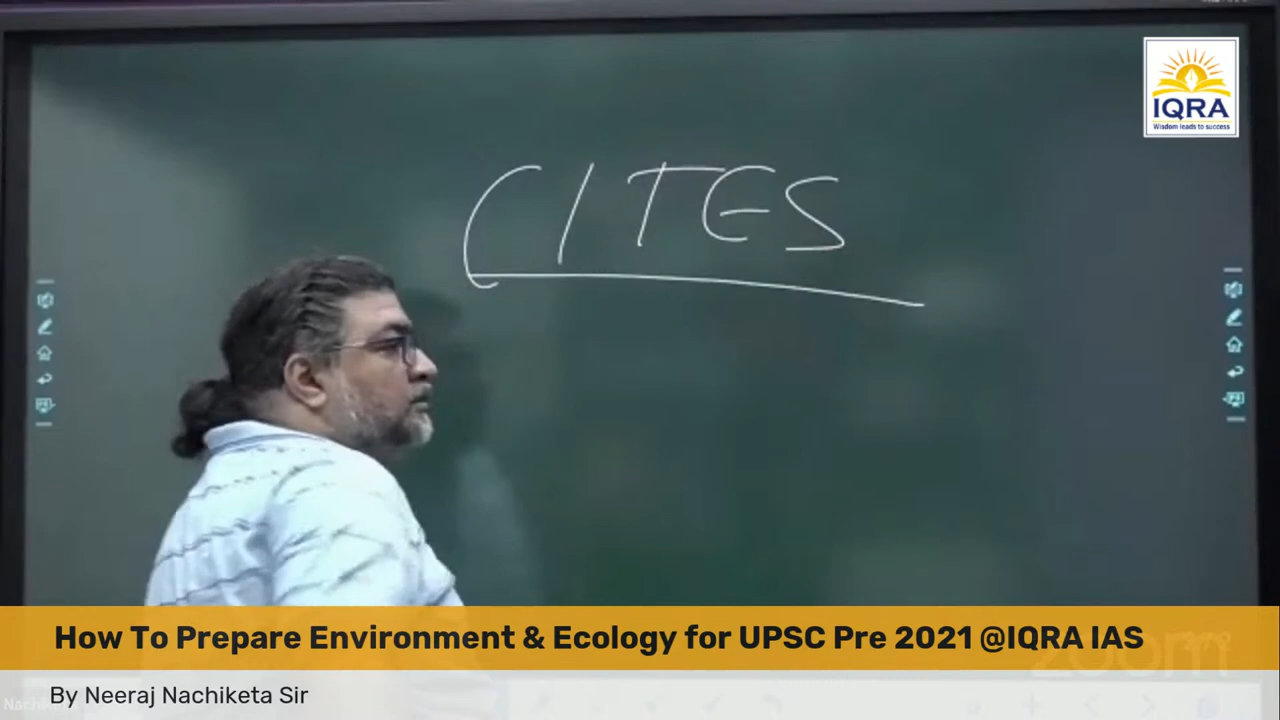 IQRA
Wisdom leads to success
CITES
How To Prepare Environment & Ecology for UPSC Pre 2021 @IQRA IAS
zoom
By Neeraj Nachiketa Sir